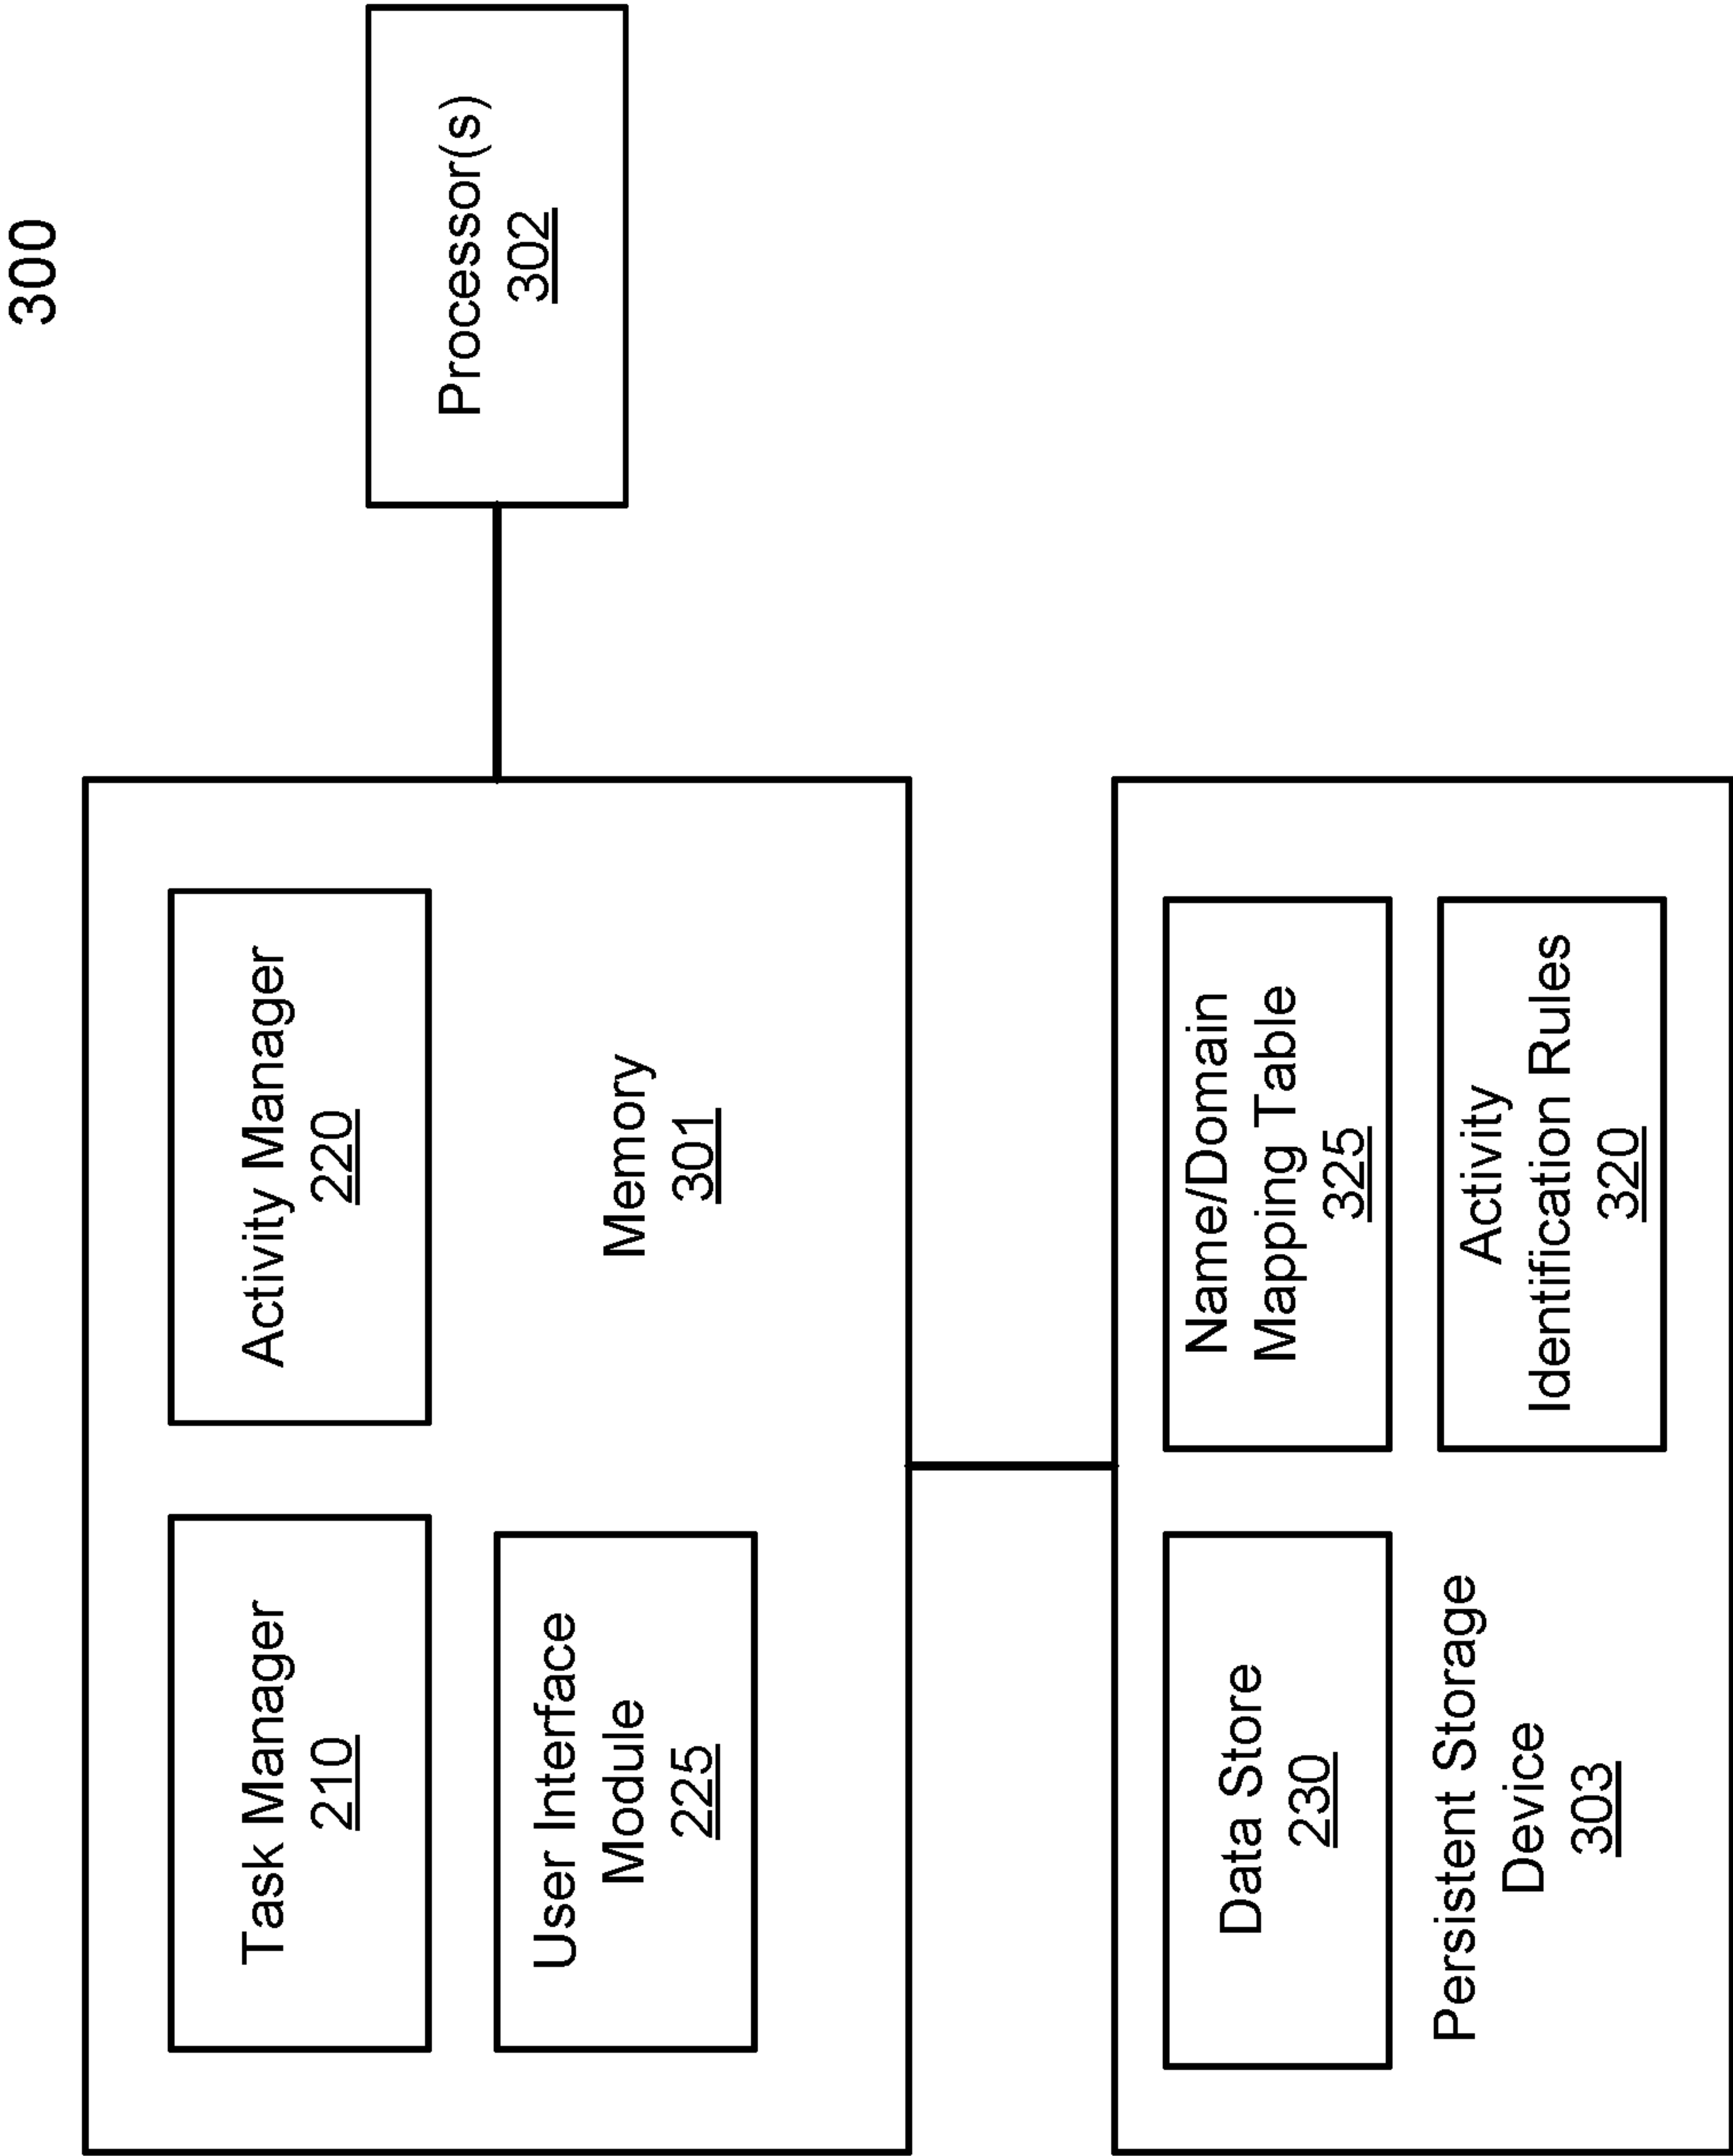 300
Task Manager
210
Activity Manager
220
User Interface
Module
225
Memory
301
Processor(s)
302
Data Store
230
Name/Domain
Mapping Table
325
Persistent Storage
Device
303
Activity
Identification Rules
320